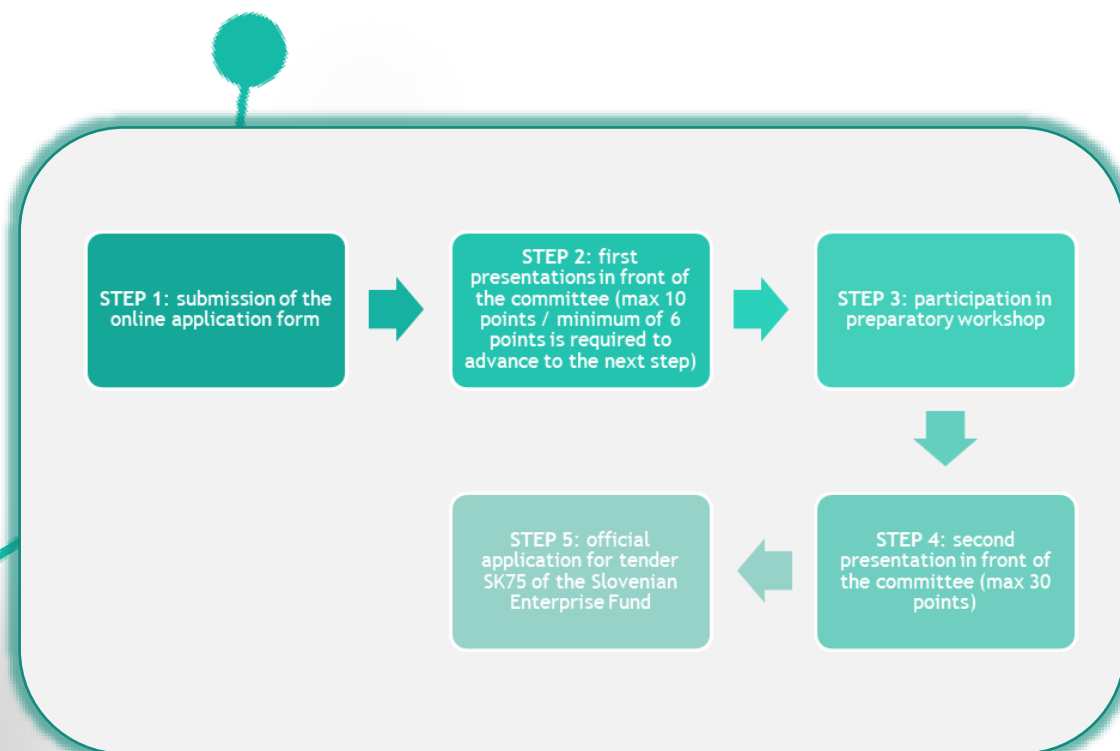 STEP 1: submission of the
online application form
STEP 2: first
presentations in front of
the committee (max 10
points / minimum of 6
points is required to
advance to the next step)
STEP 3: participation in
preparatory workshop
STEP 4: second
presentation in front of
the committee (max 30
points)
STEP 5: official
application for tender
SK75 of the Slovenian
Enterprise Fund